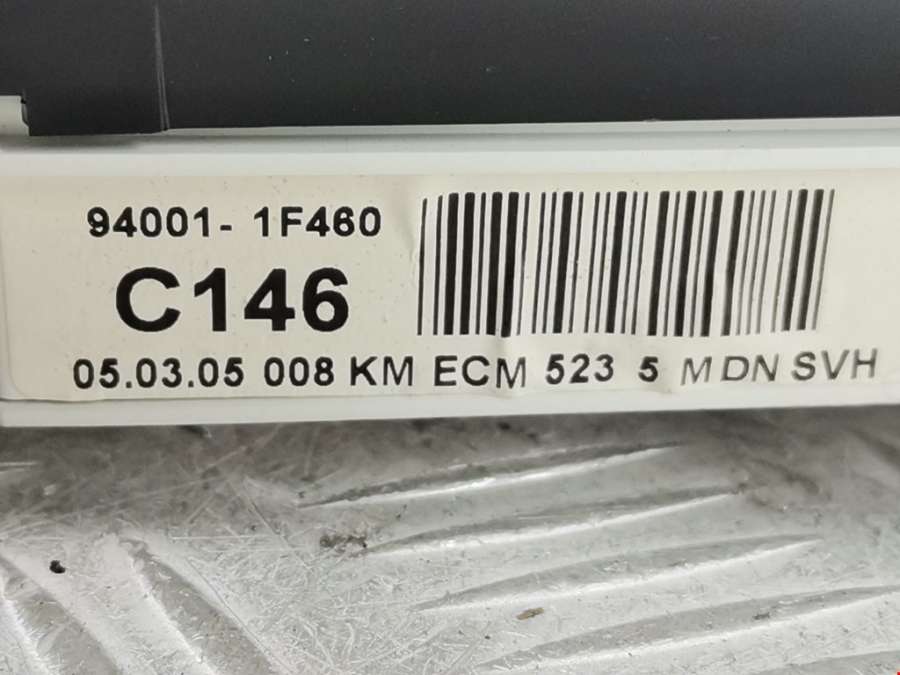 94001- 1F460
C146
05.03.05 008 KM ECM 523 5 M DN SVH